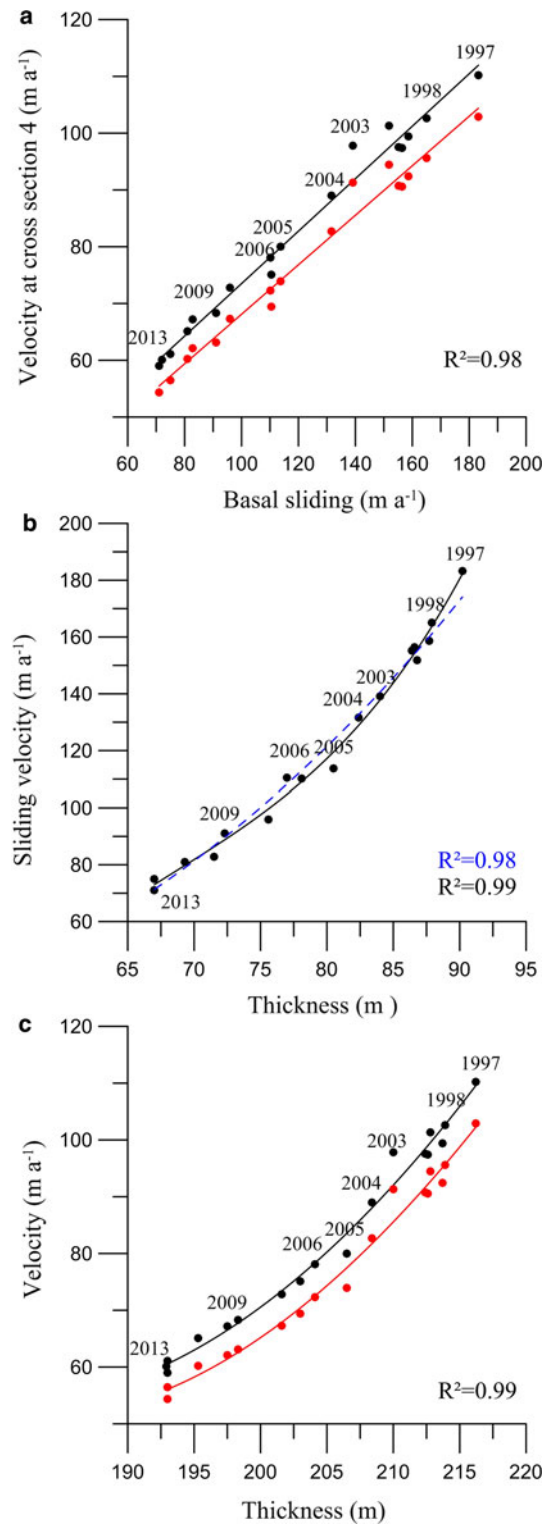 a
120
100
80
60
Velocity at cross section 4 (m a⁻¹)
1997
1998
2003
2004
2005
2006
2009
2013
R²=0.98
60 80 100 120 140 160 180 200
Basal sliding (m a⁻¹)
b
200
180
160
140
120
100
80
60
Sliding velocity (m a⁻¹)
1997
1998
2003
2004
2006 2005
2009
2013
R²=0.98
R²=0.99
65 70 75 80 85 90 95
Thickness (m )
c
120
100
80
60
Velocity (m a⁻¹)
1997
1998
2003
2004
2005
2006
2009
2013
R²=0.99
190 195 200 205 210 215 220
Thickness (m)